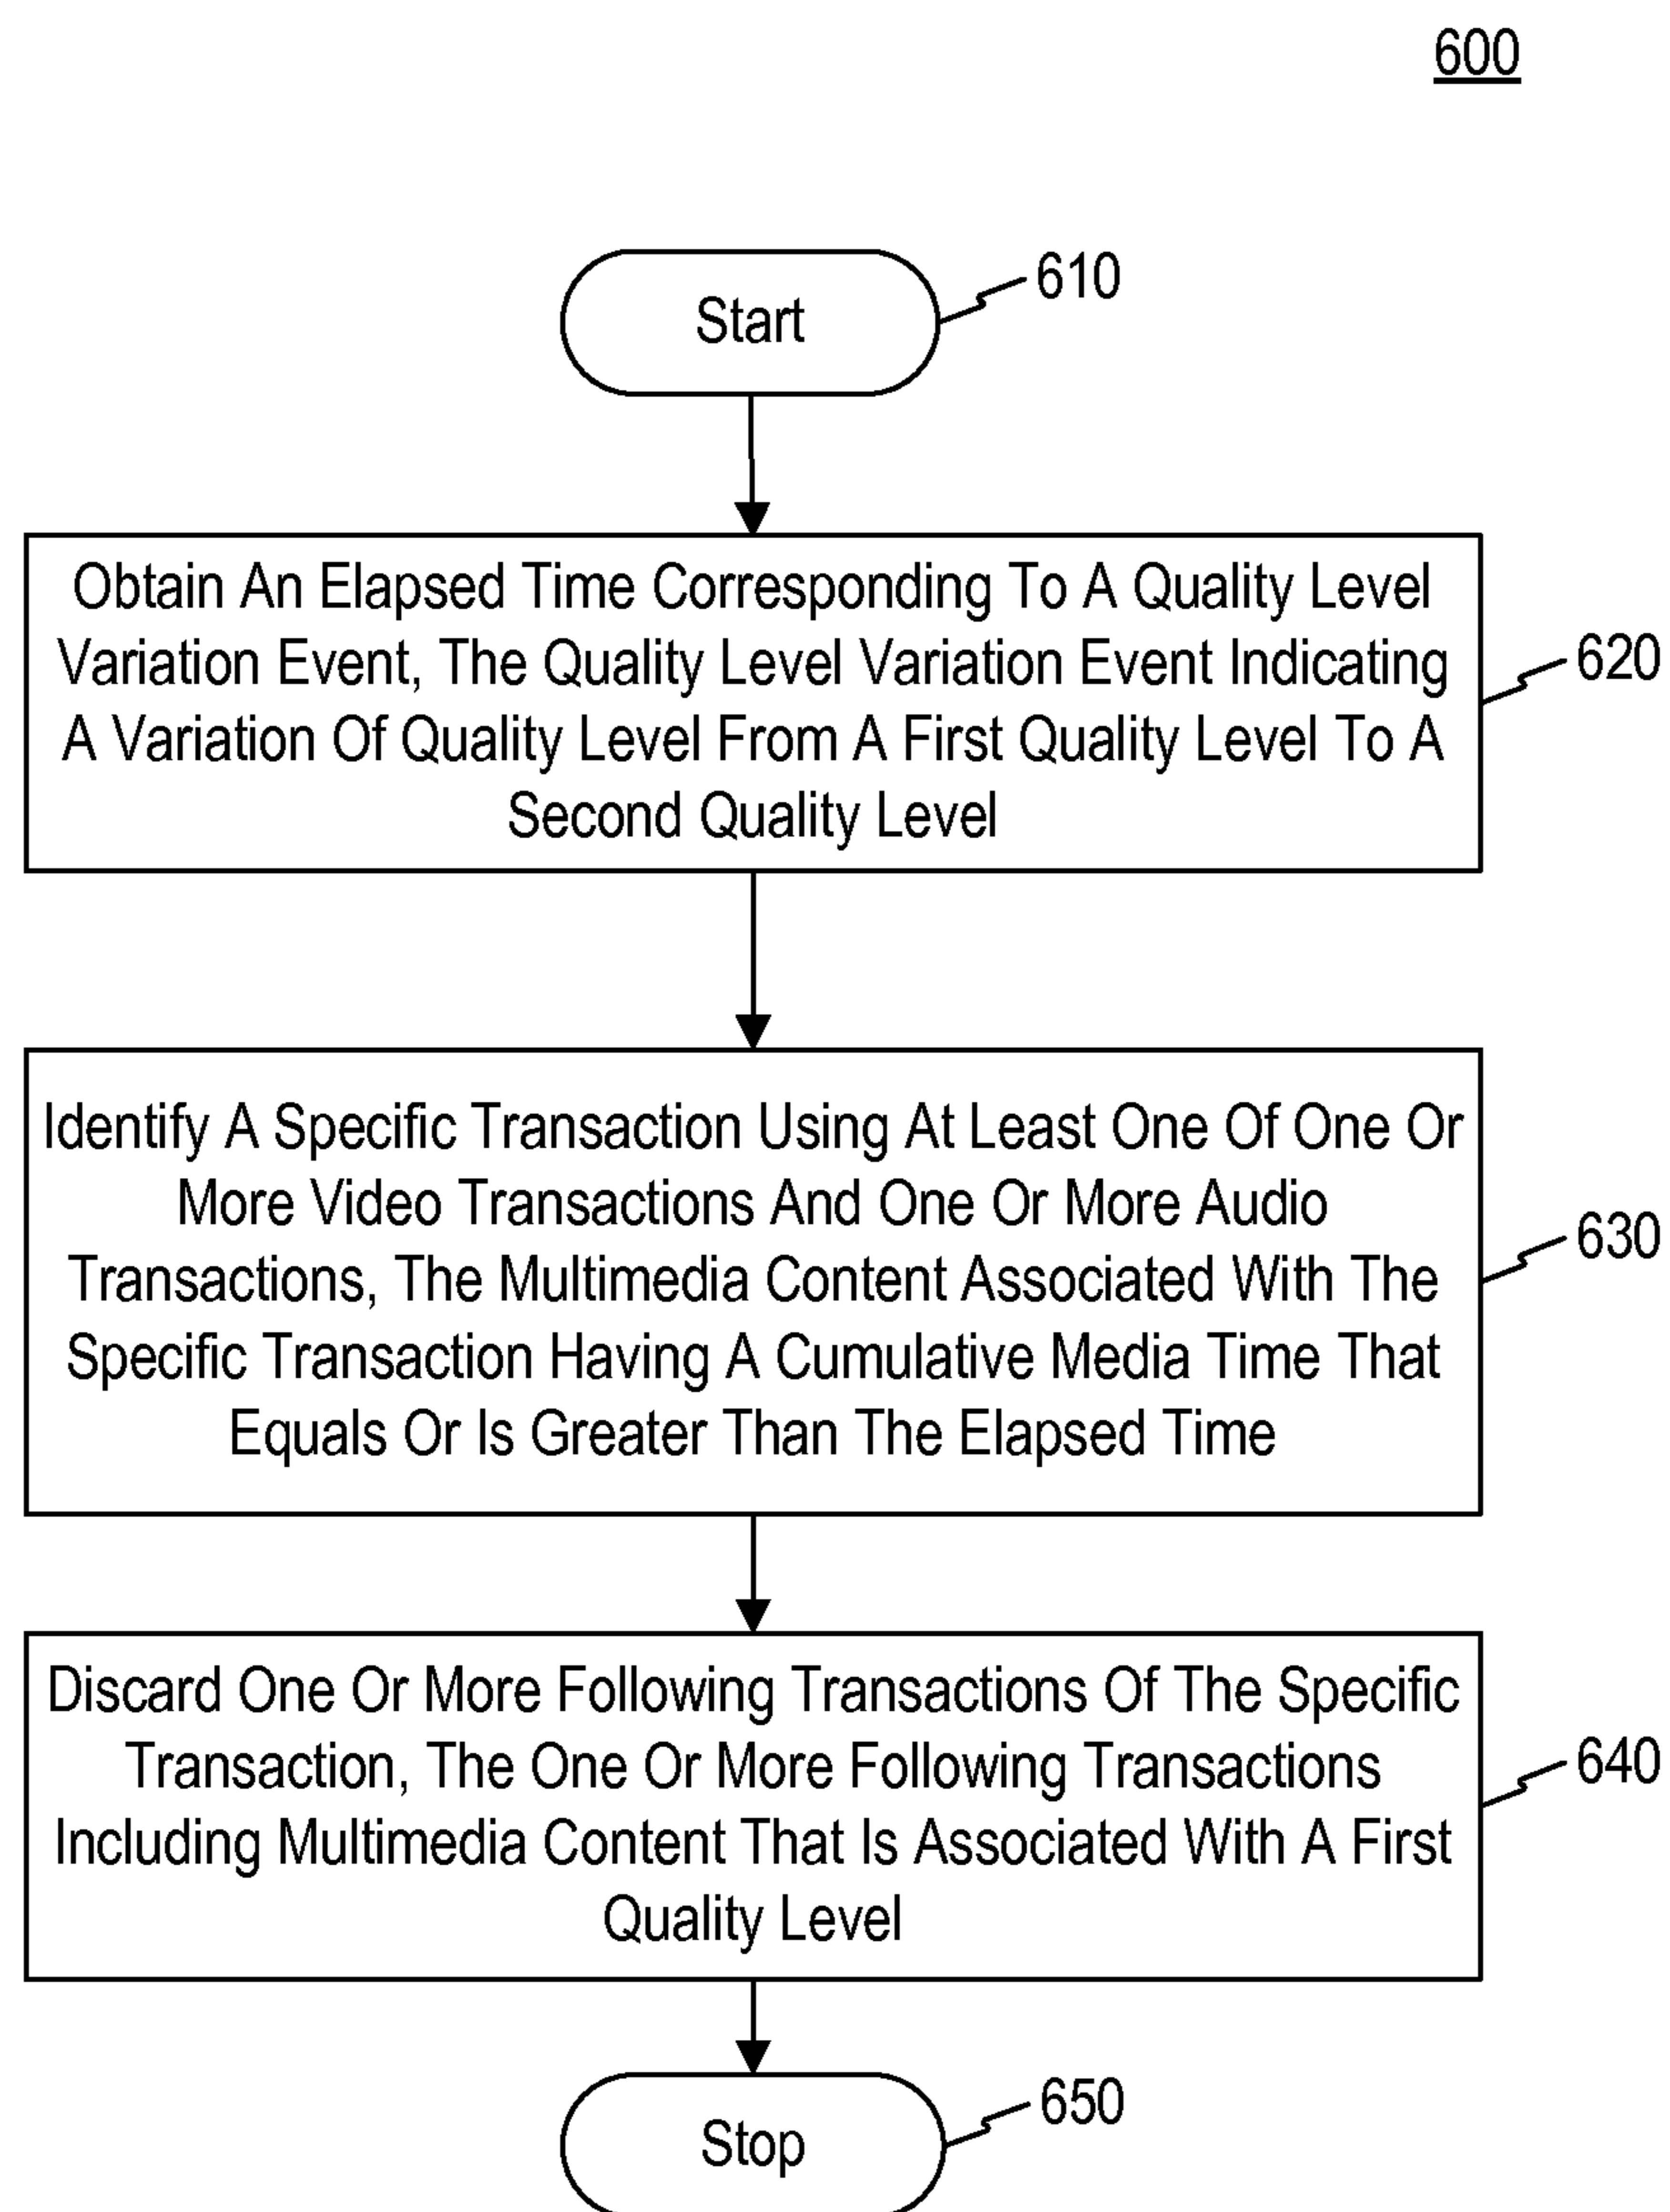 600
Start
610
Obtain An Elapsed Time Corresponding To A Quality Level
Variation Event, The Quality Level Variation Event Indicating
A Variation Of Quality Level From A First Quality Level To A
Second Quality Level
620
Identify A Specific Transaction Using At Least One Of One Or
More Video Transactions And One Or More Audio
Transactions, The Multimedia Content Associated With The
Specific Transaction Having A Cumulative Media Time That
Equals Or Is Greater Than The Elapsed Time
630
Discard One Or More Following Transactions Of The Specific
Transaction, The One Or More Following Transactions
Including Multimedia Content That Is Associated With A First
Quality Level
640
Stop
650